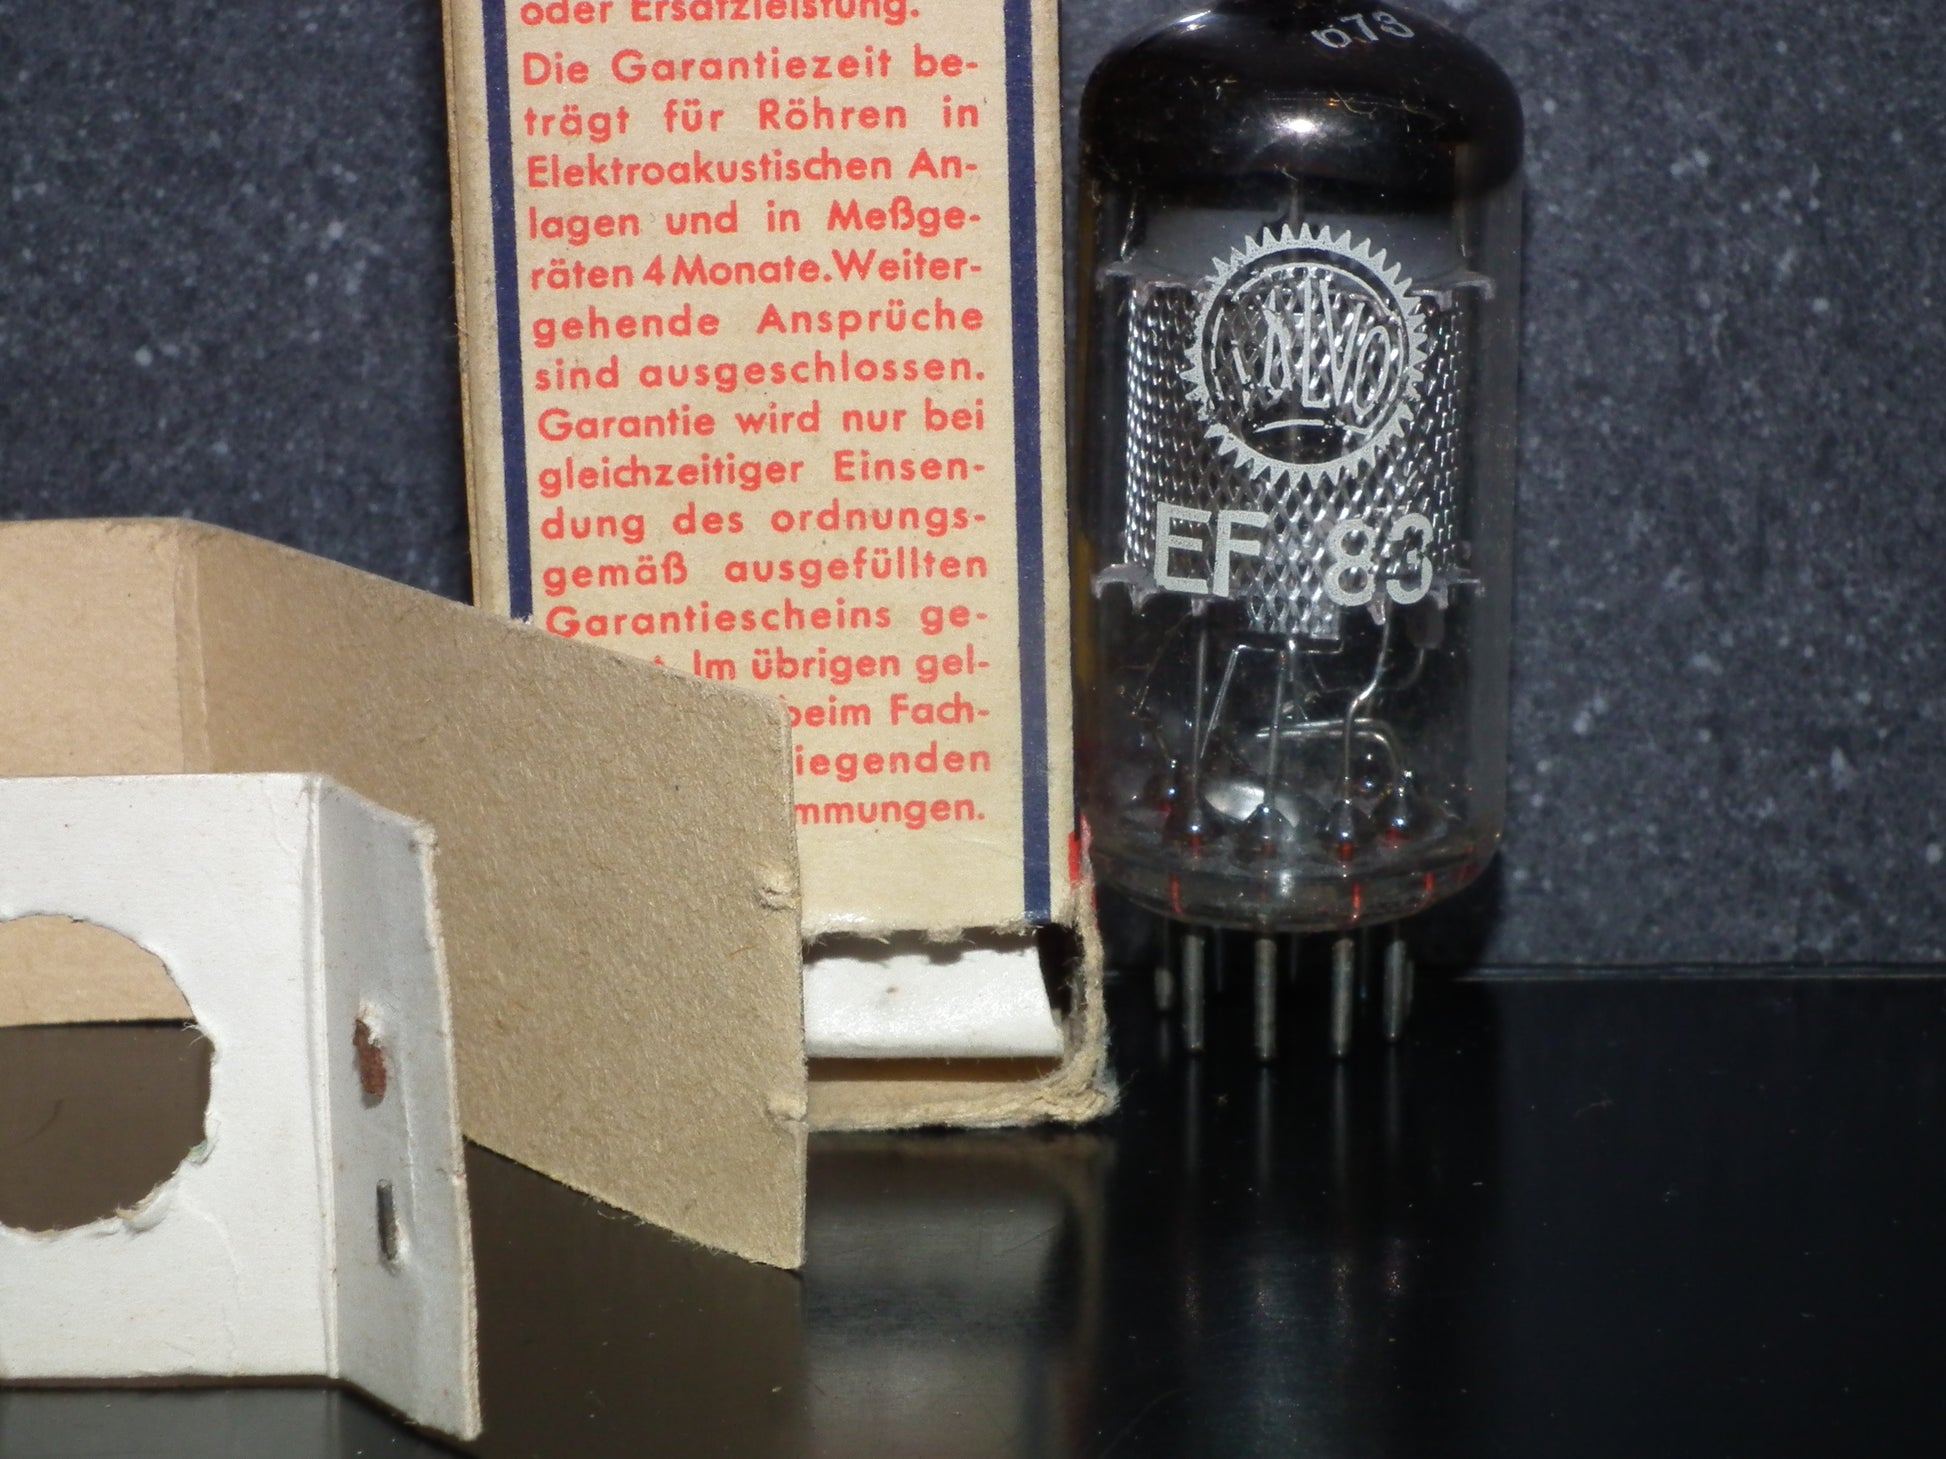 oder Ersatzleistung.
Die Garantiezeit be-
trägt für Röhren in
Elektroakustischen An-
lagen und in Meßge-
räten 4 Monate. Weiter-
gehende Ansprüche
sind ausgeschlossen.
Garantie wird nur bei
gleichzeitiger Einsen-
dung des ordnungs-
gemäß ausgefüllten
Garantiescheins ge-
Im übrigen gel-
beim Fach-
iegenden
mmungen.
673
VALVO
EF 83